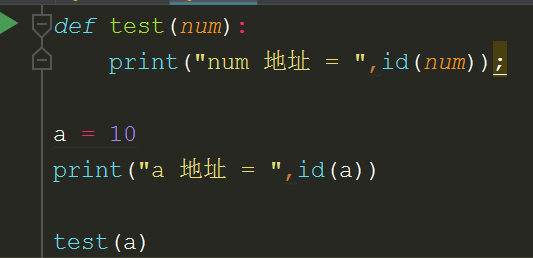 def test(num):
    print("num 地址 = ",id(num));
a = 10
print("a 地址 = ",id(a))
test(a)